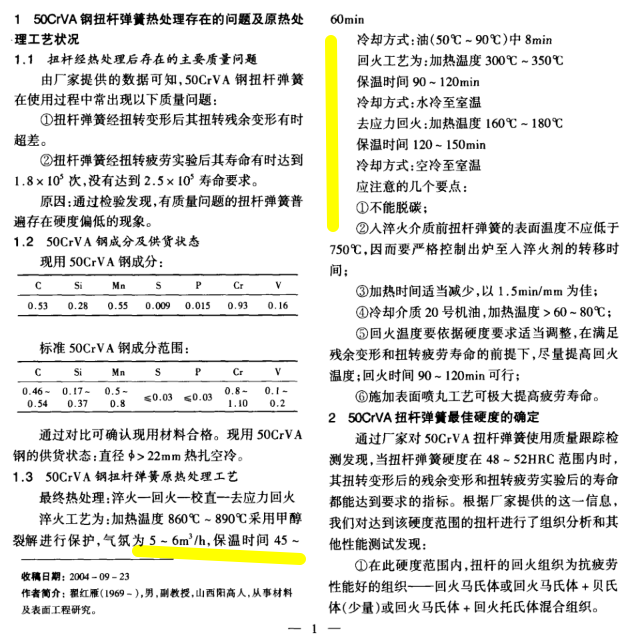 1 50CrVA 钢扭杆弹簧热处理存在的问题及原热处
理工艺状况
1.1 扭杆经热处理后存在的主要质量问题
由厂家提供的数据可知,50CrVA 钢扭杆弹簧
在使用过程中常出现以下质量问题:
①扭杆弹簧经扭转变形后其扭转残余变形有时
超差。
②扭杆弹簧经扭转疲劳实验后其寿命有时达到
1.8×10⁵ 次,没有达到 2.5×10⁵ 寿命要求。
原因:通过检验发现,有质量问题的扭杆弹簧普
遍存在硬度偏低的现象。
1.2 50CrVA 钢成分及供货状态
现用 50CrVA 钢成分:
C Si Mn S P Cr V
0.53 0.28 0.55 0.009 0.015 0.93 0.16
标准 50CrVA 钢成分范围:
C Si Mn S P Cr V
0.46~ 0.17~ 0.5~ ≤0.03 ≤0.03 0.8~ 0.1~
0.54 0.37 0.8 1.10 0.2
通过对比可确认现用材料合格。现用 50CrVA
钢的供货状态:直径 φ>22mm 热扎空冷。
1.3 50CrVA 钢扭杆弹簧原热处理工艺
最终热处理:淬火—回火—校直—去应力回火
淬火工艺为:加热温度 860℃~890℃采用甲醇
裂解进行保护,气氛为 5~6m³/h,保温时间 45~
收稿日期:2004-09-23
作者简介:翟红雁(1969~),男,副教授,山西阳高人,从事材料
及表面工程研究。
60min
冷却方式:油(50℃~90℃)中 8min
回火工艺为:加热温度 300℃~350℃
保温时间 90~120min
冷却方式:水冷至室温
去应力回火:加热温度 160℃~180℃
保温时间 120~150min
冷却方式:空冷至室温
应注意的几个要点:
①不能脱碳;
②入淬火介质前扭杆弹簧的表面温度不应低于
750℃,因而要严格控制出炉至入淬火剂的转移时
间;
③加热时间适当减少,以 1.5min/mm 为佳;
④冷却介质 20 号机油,加热温度>60~80℃;
⑤回火温度要依据硬度要求适当调整,在满足
残余变形和扭转疲劳寿命的前提下,尽量提高回火
温度;回火时间 90~120min 可行;
⑥施加表面喷丸工艺可极大提高疲劳寿命。
2 50CrVA 扭杆弹簧最佳硬度的确定
通过厂家对 50CrVA 扭杆弹簧使用质量跟踪检
测发现,当扭杆弹簧硬度在 48~52HRC 范围内时,
其扭转变形后的残余变形和扭转疲劳实验后的寿命
都能达到要求的指标。根据厂家提供的这一信息,
我们对达到该硬度范围的扭杆进行了组织分析和其
他性能测试发现:
①在此硬度范围内,扭杆的回火组织为抗疲劳
性能好的组织——回火马氏体或回火马氏体+贝氏
体(少量)或回火马氏体+回火托氏体混合组织。
— 1 —